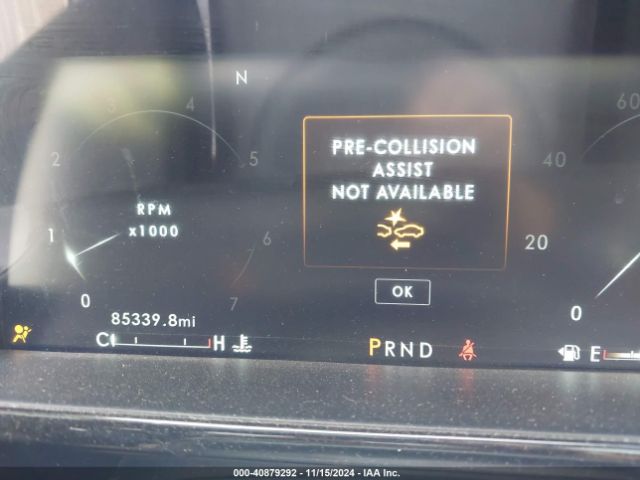 N
3 4 60
2 5 40
PRE-COLLISION
ASSIST
NOT AVAILABLE
RPM
x1000
1 6 20
OK
0 7 0
85339.8mi
C H
PRND
E
000-40879292 - 11/15/2024 - IAA Inc.